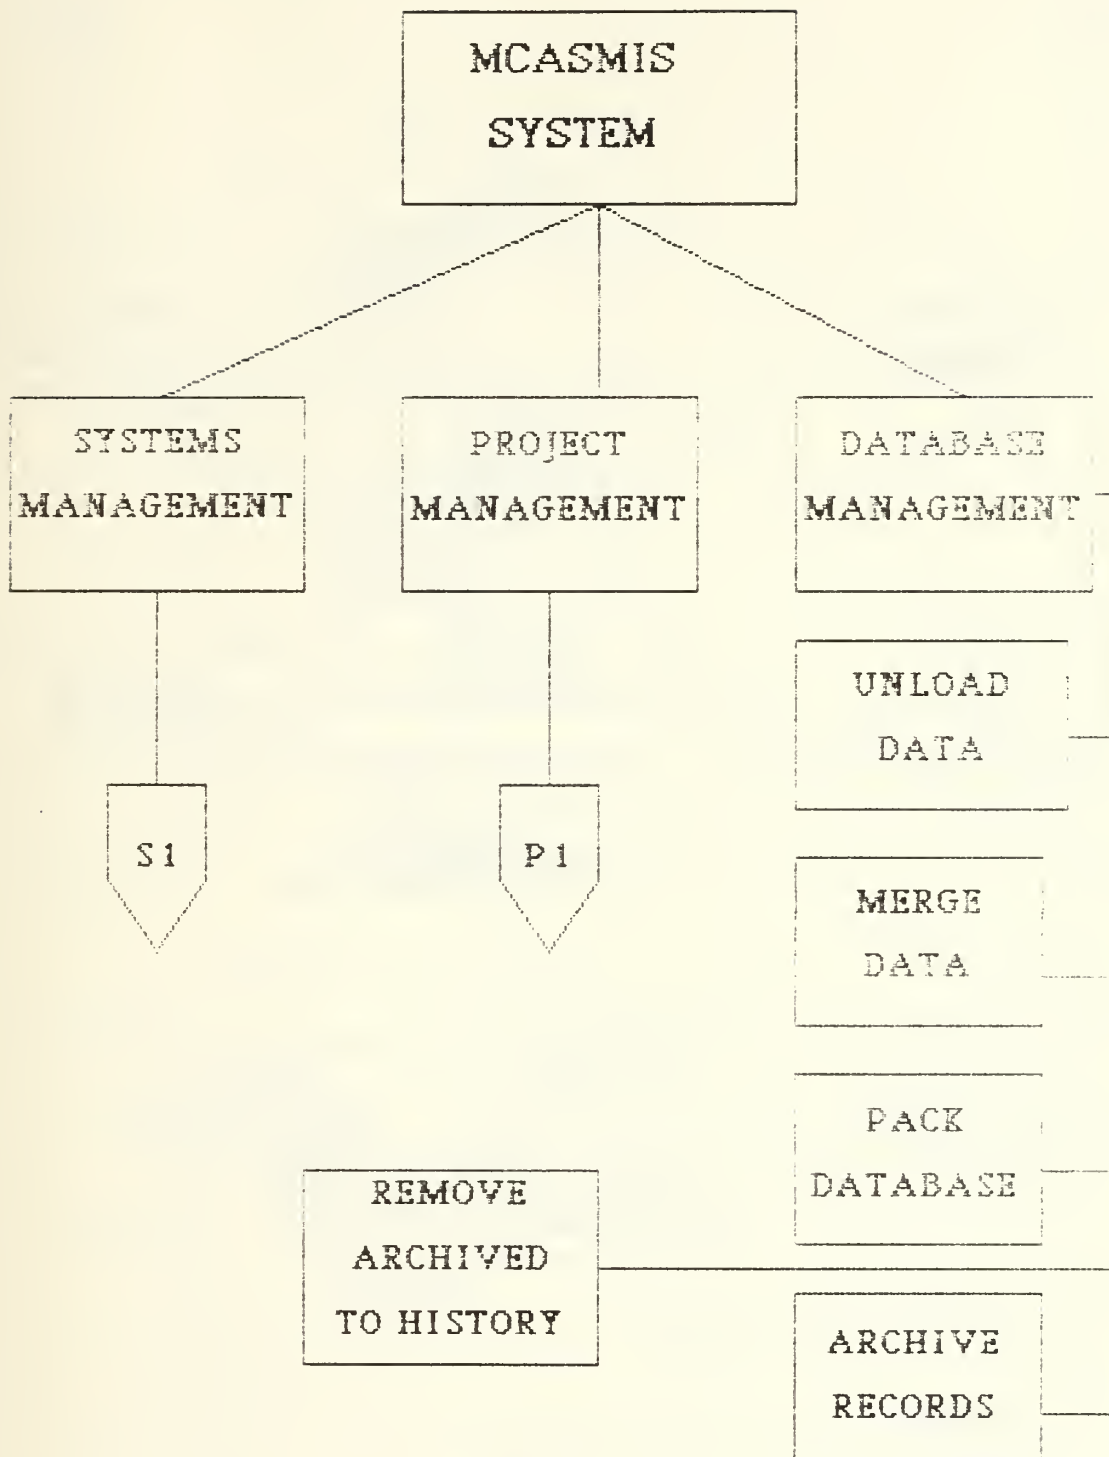 MCASMIS
SYSTEM
SYSTEMS
MANAGEMENT
PROJECT
MANAGEMENT
DATABASE
MANAGEMENT
UNLOAD
DATA
S1
P1
MERGE
DATA
PACK
DATABASE
REMOVE
ARCHIVED
TO HISTORY
ARCHIVE
RECORDS